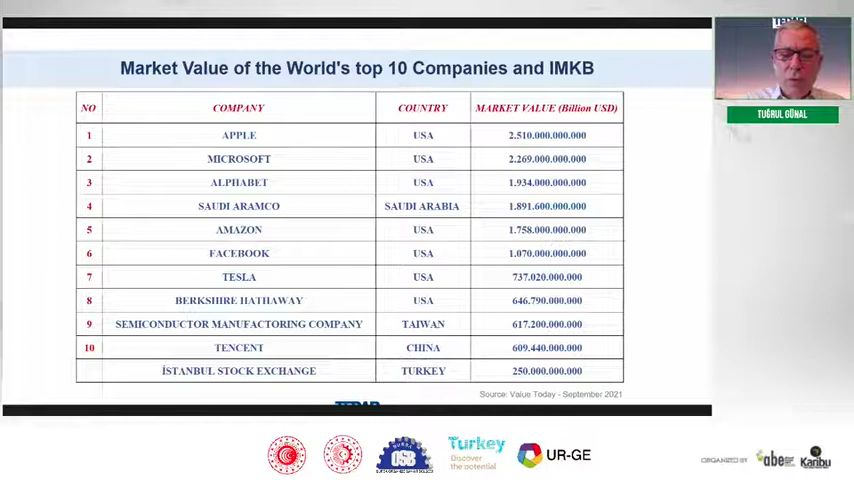 Market Value of the World's top 10 Companies and IMKB
NO COMPANY COUNTRY MARKET VALUE (Billion USD)
1 APPLE USA 2.510.000.000.000
2 MICROSOFT USA 2.269.000.000.000
3 ALPHABET USA 1.934.000.000.000
4 SAUDI ARAMCO SAUDI ARABIA 1.891.600.000.000
5 AMAZON USA 1.758.000.000.000
6 FACEBOOK USA 1.070.000.000.000
7 TESLA USA 737.020.000.000
8 BERKSHIRE HATHAWAY USA 646.790.000.000
9 SEMICONDUCTOR MANUFACTURING COMPANY TAIWAN 617.200.000.000
10 TENCENT CHINA 609.440.000.000
İSTANBUL STOCK EXCHANGE TURKEY 250.000.000.000
Source: Value Today - September 2021
TUĞRUL GÜNAL
OSB
Turkey
Discover
the potential
UR-GE
ORGANIZED BY
abe
Karibu